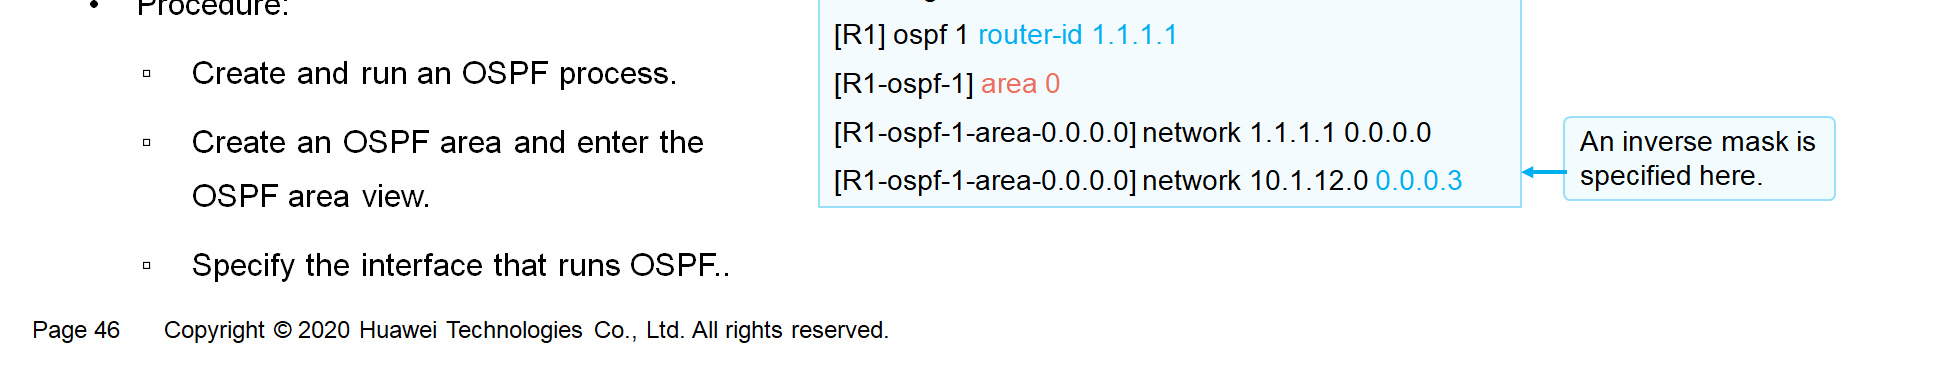 Procedure:
Create and run an OSPF process.
Create an OSPF area and enter the
OSPF area view.
Specify the interface that runs OSPF..
[R1] ospf 1 router-id 1.1.1.1
[R1-ospf-1] area 0
[R1-ospf-1-area-0.0.0.0] network 1.1.1.1 0.0.0.0
[R1-ospf-1-area-0.0.0.0] network 10.1.12.0 0.0.0.3
An inverse mask is
specified here.
Page 46 Copyright © 2020 Huawei Technologies Co., Ltd. All rights reserved.